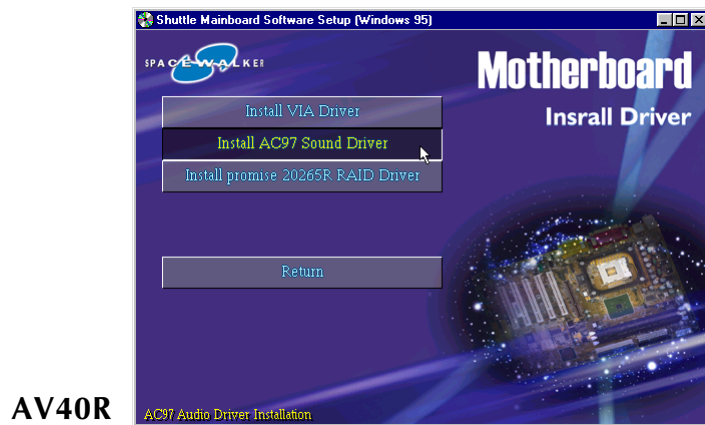 Shuttle Mainboard Software Setup (Windows 95)
SPACEWALKER
Motherboard
Insrall Driver
Install VIA Driver
Install AC97 Sound Driver
Install promise 20265R RAID Driver
Return
AC97 Audio Driver Installation
AV40R